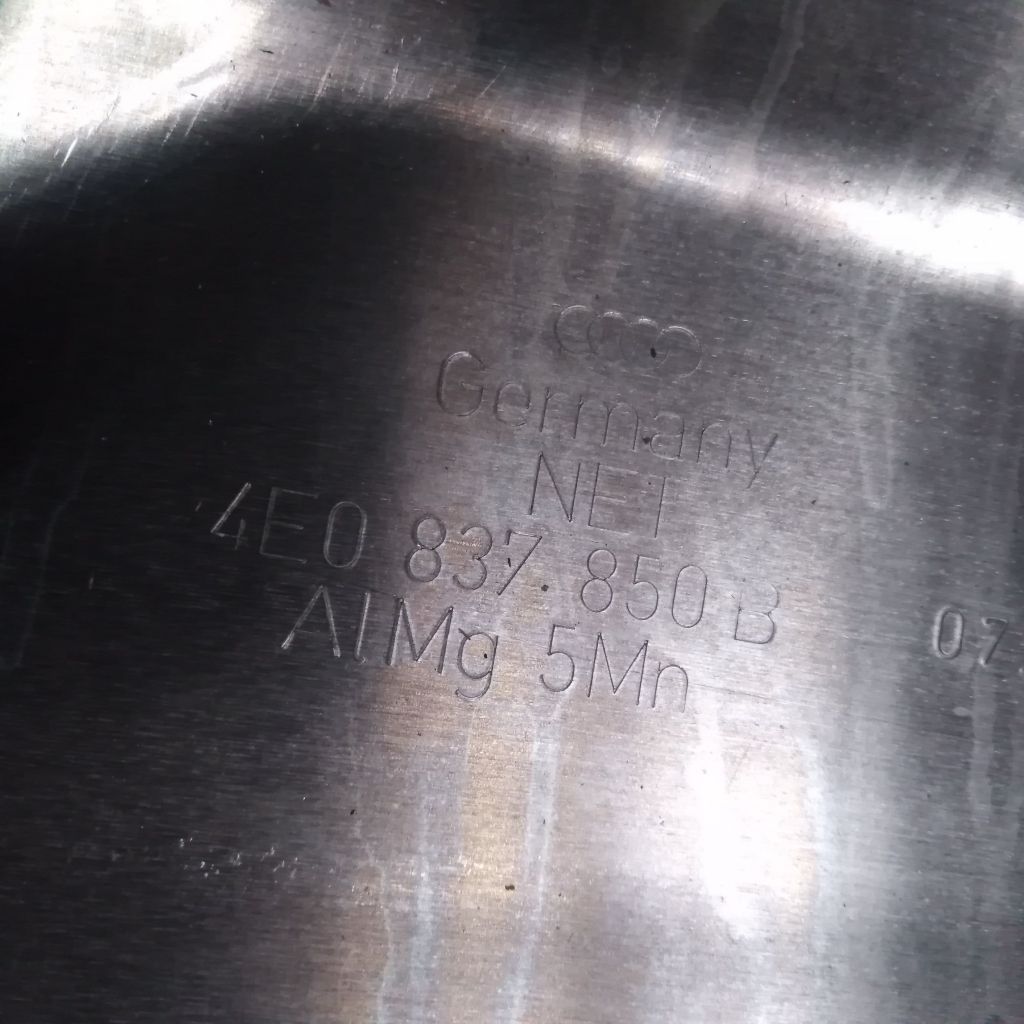 Germany
NET
4E0 837 850 B
AlMg 5Mn
07